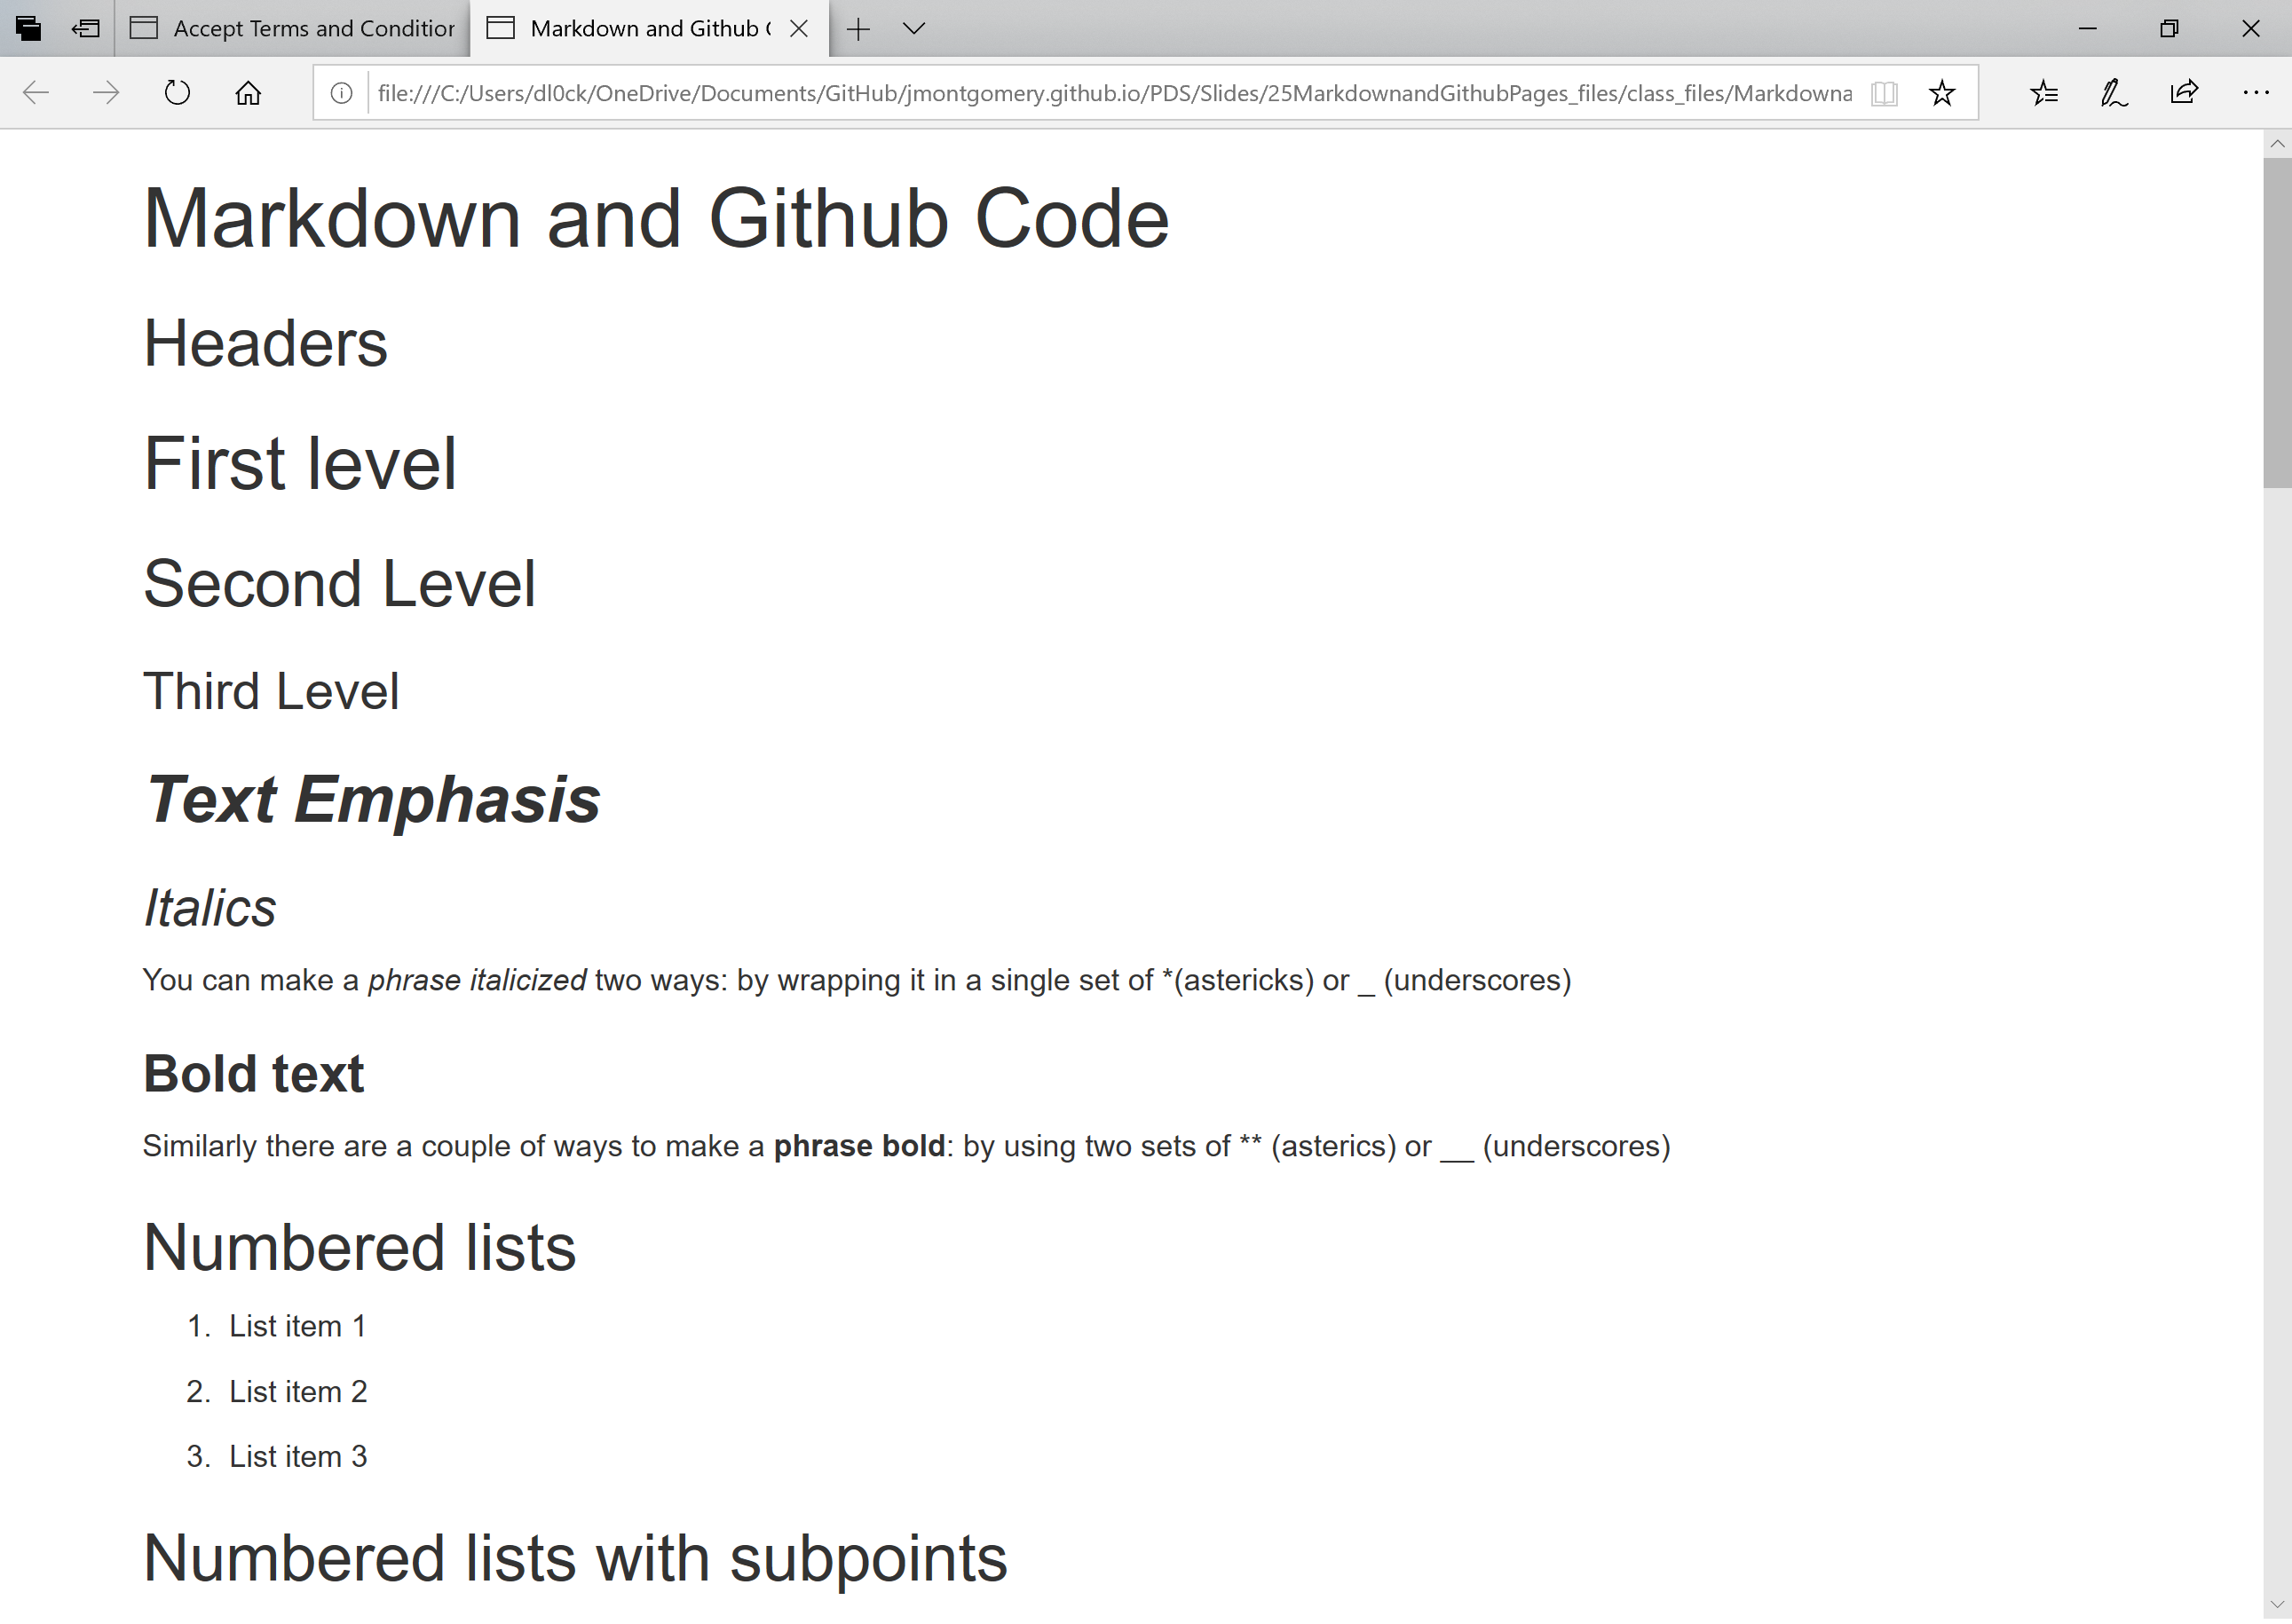 Accept Terms and Condition
Markdown and Github C
file:///C:/Users/dl0ck/OneDrive/Documents/GitHub/jmontgomery.github.io/PDS/Slides/25MarkdownandGithubPages_files/class_files/Markdowna
Markdown and Github Code
Headers
First level
Second Level
Third Level
Text Emphasis
Italics
You can make a phrase italicized two ways: by wrapping it in a single set of *(astericks) or _ (underscores)
Bold text
Similarly there are a couple of ways to make a phrase bold: by using two sets of ** (asterics) or __ (underscores)
Numbered lists
1. List item 1
2. List item 2
3. List item 3
Numbered lists with subpoints